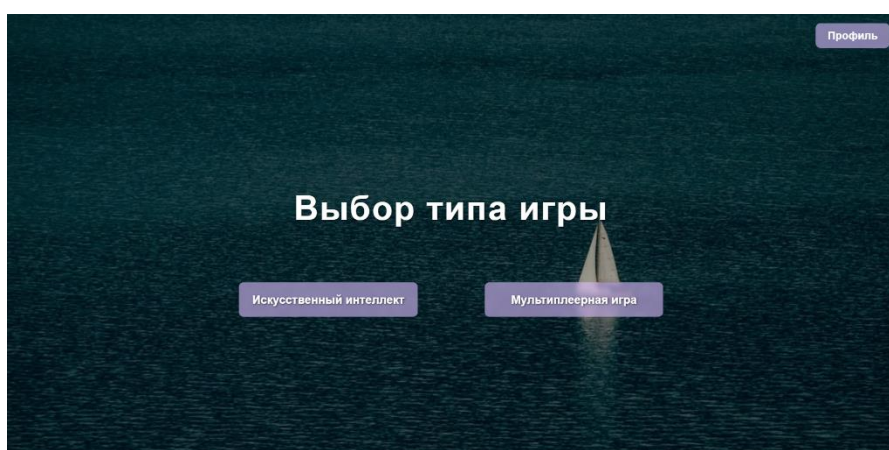 Профиль
Выбор типа игры
Искусственный интеллект
Мультиплеерная игра